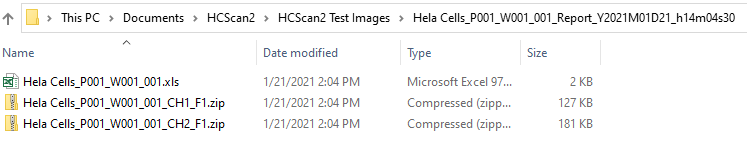 This PC > Documents > HCScan2 > HCScan2 Test Images > Hela Cells_P001_W001_001_Report_Y2021M01D21_h14m04s30
Name Date modified Type Size
Hela Cells_P001_W001_001.xls 1/21/2021 2:04 PM Microsoft Excel 97... 2 KB
Hela Cells_P001_W001_001_CH1_F1.zip 1/21/2021 2:04 PM Compressed (zipp... 127 KB
Hela Cells_P001_W001_001_CH2_F1.zip 1/21/2021 2:04 PM Compressed (zipp... 181 KB